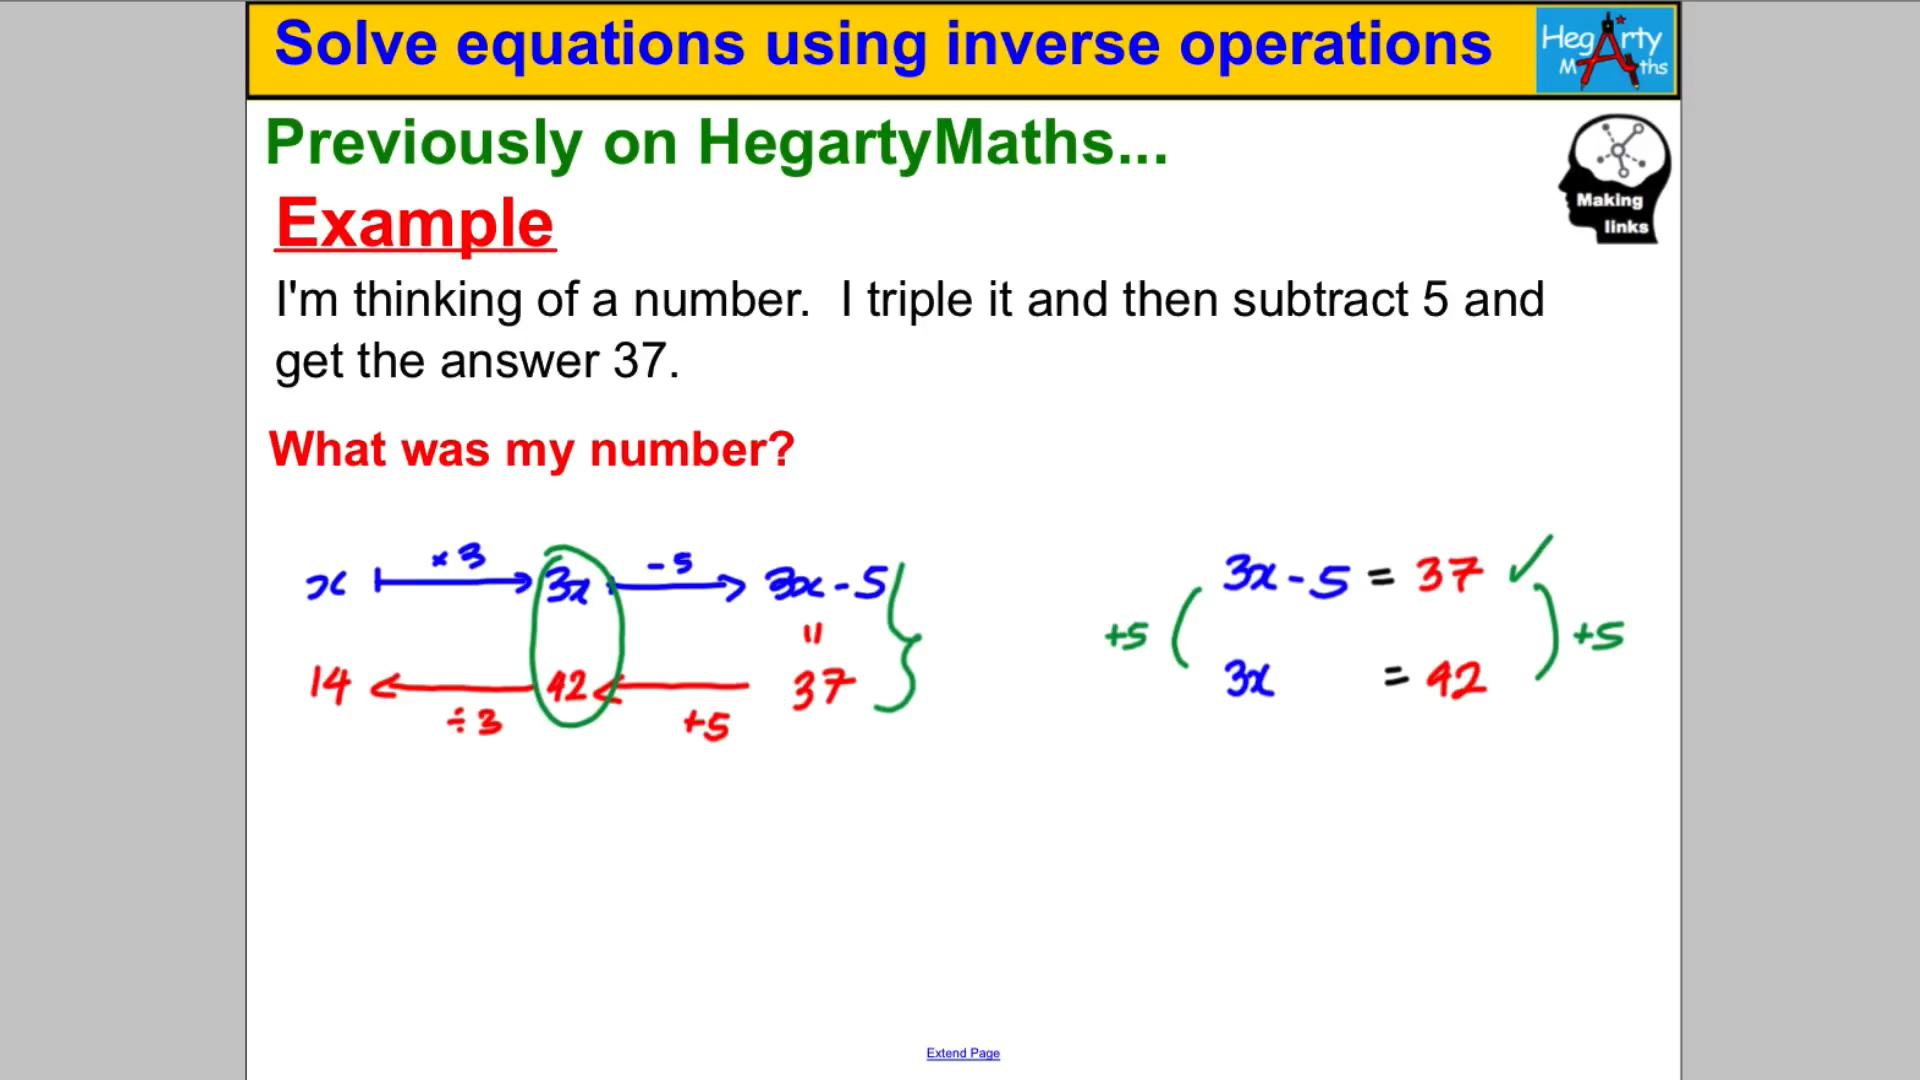 Solve equations using inverse operations
HegArty
MAths
Previously on HegartyMaths...
Making
links
Example
I'm thinking of a number. I triple it and then subtract 5 and
get the answer 37.
What was my number?
x ×3 3x -5 3x - 5
=
14 ÷3 42 +5 37
3x - 5 = 37 ✓
+5 +5
3x = 42
Extend Page